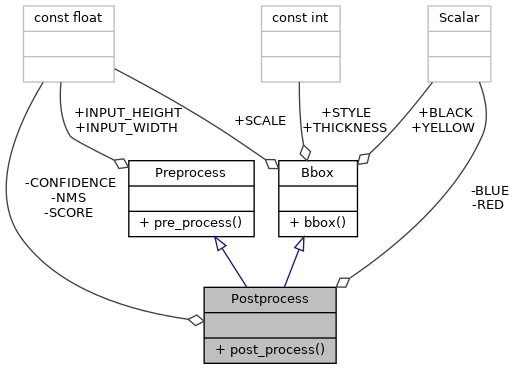 const float
const int
Scalar
+INPUT_HEIGHT
+INPUT_WIDTH
+SCALE
+STYLE
+THICKNESS
+BLACK
+YELLOW
-CONFIDENCE
-NMS
-SCORE
Preprocess
+ pre_process()
Bbox
+ bbox()
-BLUE
-RED
Postprocess
+ post_process()